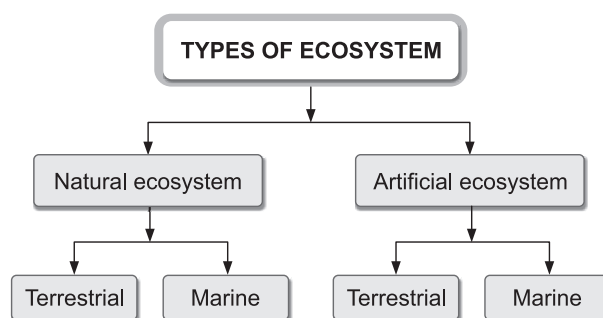 TYPES OF ECOSYSTEM
Natural ecosystem
Artificial ecosystem
Terrestrial
Marine
Terrestrial
Marine